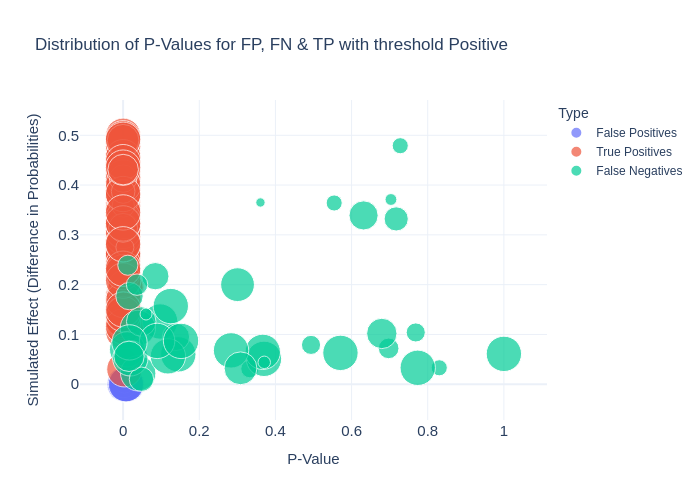 Distribution of P-Values for FP, FN & TP with threshold Positive
Type
False Positives
True Positives
False Negatives
Simulated Effect (Difference in Probabilities)
0.5
0.4
0.3
0.2
0.1
0
0
0.2
0.4
0.6
0.8
1
P-Value